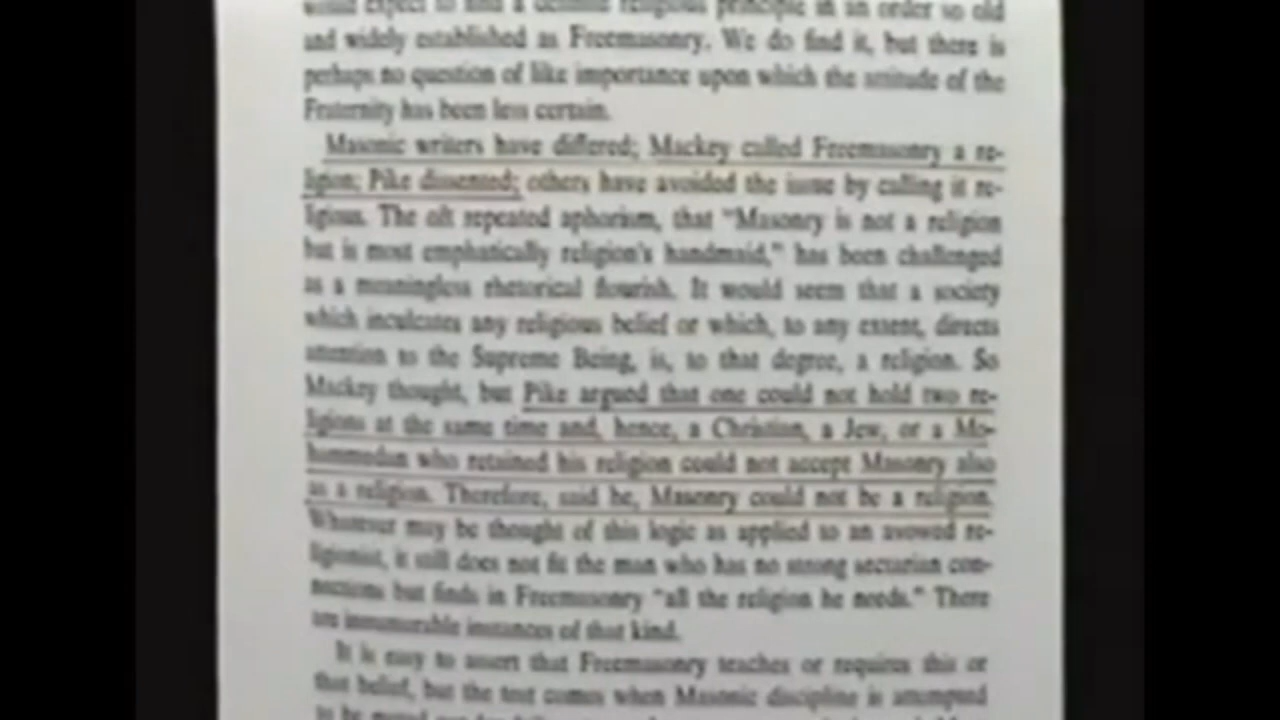 would expect to find a definite religious principle in an order so old
and widely established as Freemasonry. We do find it, but there is
perhaps no question of like importance upon which the attitude of the
Fraternity has been less certain.
Masonic writers have differed; Mackey called Freemasonry a re-
ligion; Pike dissented; others have avoided the issue by calling it re-
ligious. The oft repeated aphorism, that "Masonry is not a religion
but is most emphatically religion's handmaid," has been challenged
as a meaningless rhetorical flourish. It would seem that a society
which inculcates any religious belief or which, to any extent, directs
attention to the Supreme Being, is, to that degree, a religion. So
Mackey thought, but Pike argued that one could not hold two re-
ligions at the same time and, hence, a Christian, a Jew, or a Mo-
hammedan who retained his religion could not accept Masonry also
as a religion. Therefore, said he, Masonry could not be a religion.
Whatever may be thought of this logic as applied to an avowed re-
ligionist, it still does not fit the man who has no strong sectarian con-
nections but finds in Freemasonry "all the religion he needs." There
are innumerable instances of that kind.
It is easy to assert that Freemasonry teaches or requires this or
that belief, but the test comes when Masonic discipline is attempted
to be